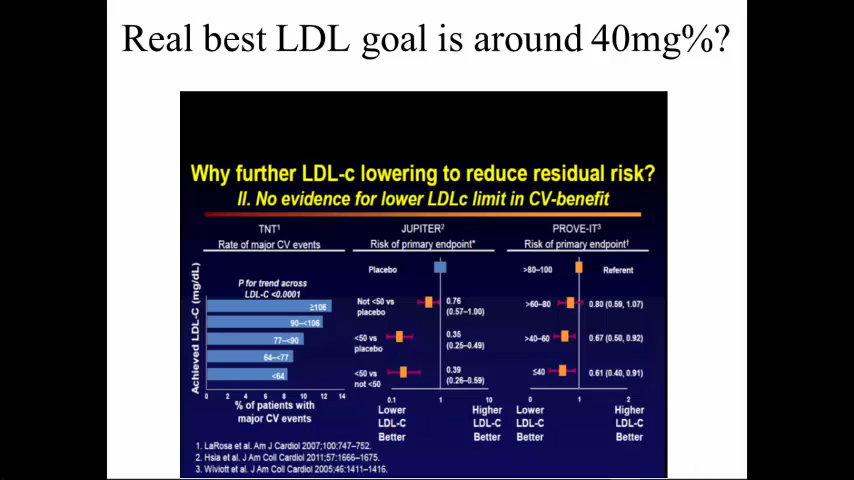 Real best LDL goal is around 40mg%?
Why further LDL-c lowering to reduce residual risk?
II. No evidence for lower LDLc limit in CV-benefit
TNT¹
Rate of major CV events
Achieved LDL-C (mg/dL)
P for trend across
LDL-C <0.0001
≥106
90–<106
77–<90
64–<77
<64
0 2 4 6 8 10 12 14
% of patients with
major CV events
JUPITER²
Risk of primary endpoint*
Placebo
Not <50 vs
placebo
0.76
(0.57–1.00)
<50 vs
placebo
0.35
(0.25–0.49)
<50 vs
not <50
0.39
(0.26–0.59)
0.1 1 10
Lower
LDL-C
Better
Higher
LDL-C
Better
PROVE-IT³
Risk of primary endpoint†
>80–100
Referent
>60–80
0.80 (0.59, 1.07)
>40–60
0.67 (0.50, 0.92)
≤40
0.61 (0.40, 0.91)
0 1 2
Lower
LDL-C
Better
Higher
LDL-C
Better
1. LaRosa et al. Am J Cardiol 2007;100:747–752.
2. Hsia et al. J Am Coll Cardiol 2011;57:1666–1675.
3. Wiviott et al. J Am Coll Cardiol 2005;46:1411–1416.